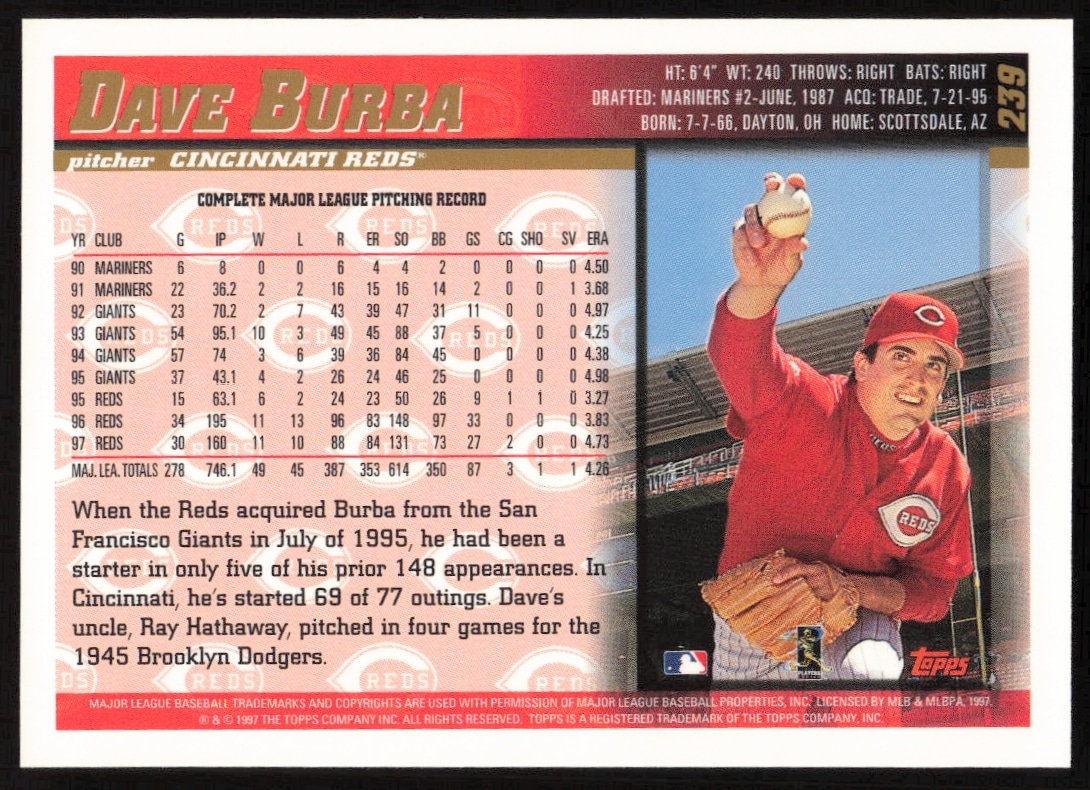 DAVE BURBA
HT: 6'4" WT: 240 THROWS: RIGHT BATS: RIGHT
DRAFTED: MARINERS #2-JUNE, 1987 ACQ: TRADE, 7-21-95
BORN: 7-7-66, DAYTON, OH HOME: SCOTTSDALE, AZ
239
pitcher CINCINNATI REDS®
COMPLETE MAJOR LEAGUE PITCHING RECORD
YR CLUB G IP W L R ER SO BB GS CG SHO SV ERA
90 MARINERS 6 8 0 0 6 4 4 2 0 0 0 0 4.50
91 MARINERS 22 36.2 2 2 16 15 16 14 2 0 0 1 3.68
92 GIANTS 23 70.2 2 7 43 39 47 31 11 0 0 0 4.97
93 GIANTS 54 95.1 10 3 49 45 88 37 5 0 0 0 4.25
94 GIANTS 57 74 3 6 39 36 84 45 0 0 0 0 4.38
95 GIANTS 37 43.1 4 2 26 24 46 25 0 0 0 0 4.98
95 REDS 15 63.1 6 2 24 23 50 26 9 1 1 0 3.27
96 REDS 34 195 11 13 96 83 148 97 33 0 0 0 3.83
97 REDS 30 160 11 10 88 84 131 73 27 2 0 0 4.73
MAJ. LEA. TOTALS 278 746.1 49 45 387 353 614 350 87 3 1 1 4.26
When the Reds acquired Burba from the San
Francisco Giants in July of 1995, he had been a
starter in only five of his prior 148 appearances. In
Cincinnati, he's started 69 of 77 outings. Dave's
uncle, Ray Hathaway, pitched in four games for the
1945 Brooklyn Dodgers.
REDS
REDS
PLAYERS
Topps
MAJOR LEAGUE BASEBALL TRADEMARKS AND COPYRIGHTS ARE USED WITH PERMISSION OF MAJOR LEAGUE BASEBALL PROPERTIES, INC. LICENSED BY MLB & MLBPA, 1997.
® & © 1997 THE TOPPS COMPANY INC. ALL RIGHTS RESERVED. TOPPS IS A REGISTERED TRADEMARK OF THE TOPPS COMPANY, INC.